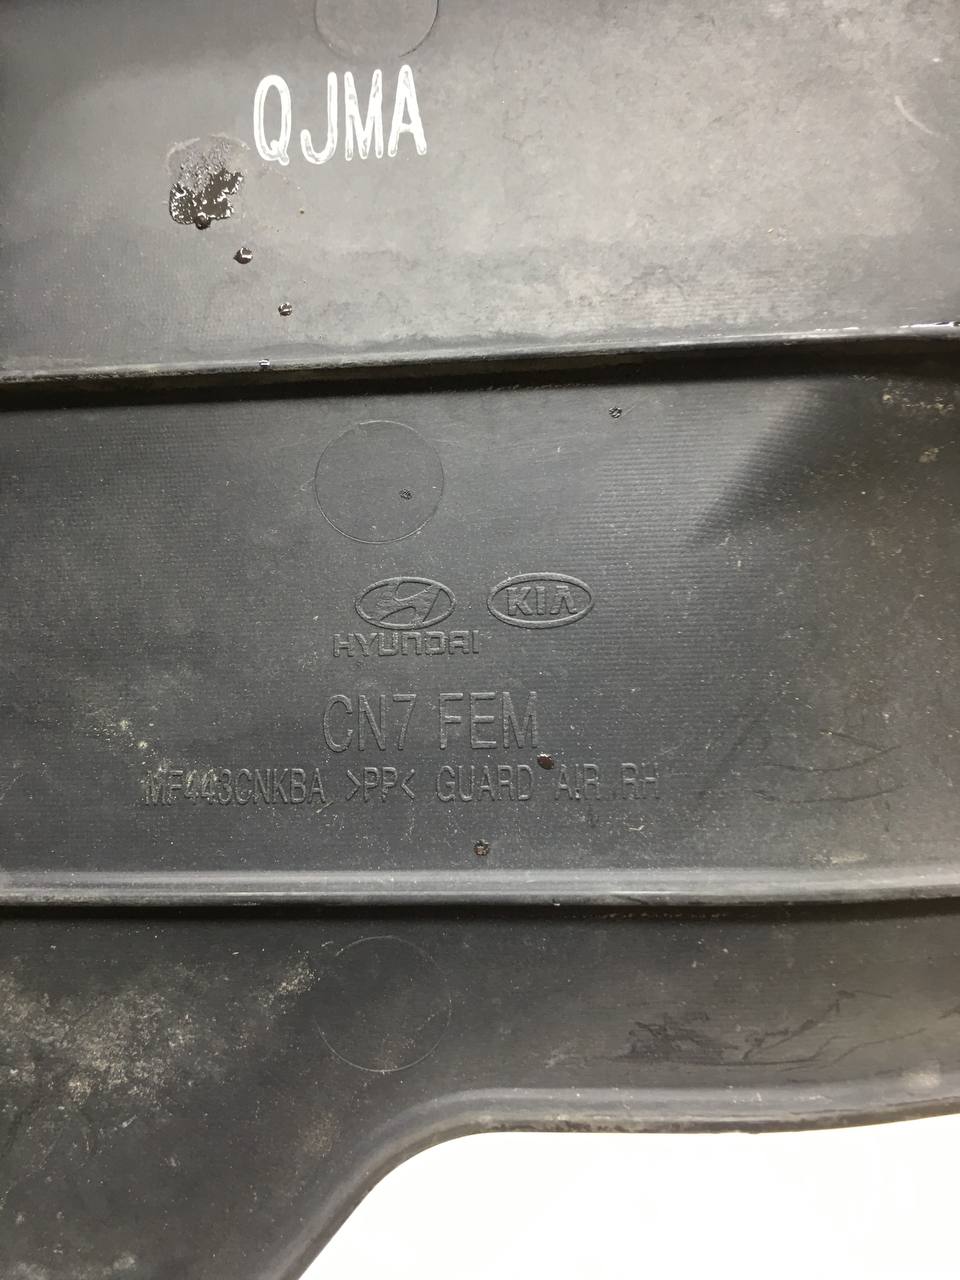 QJMA
HYUNDAI KIA
CN7 FEM
MF443CNKBA >PP< GUARD AIR RH